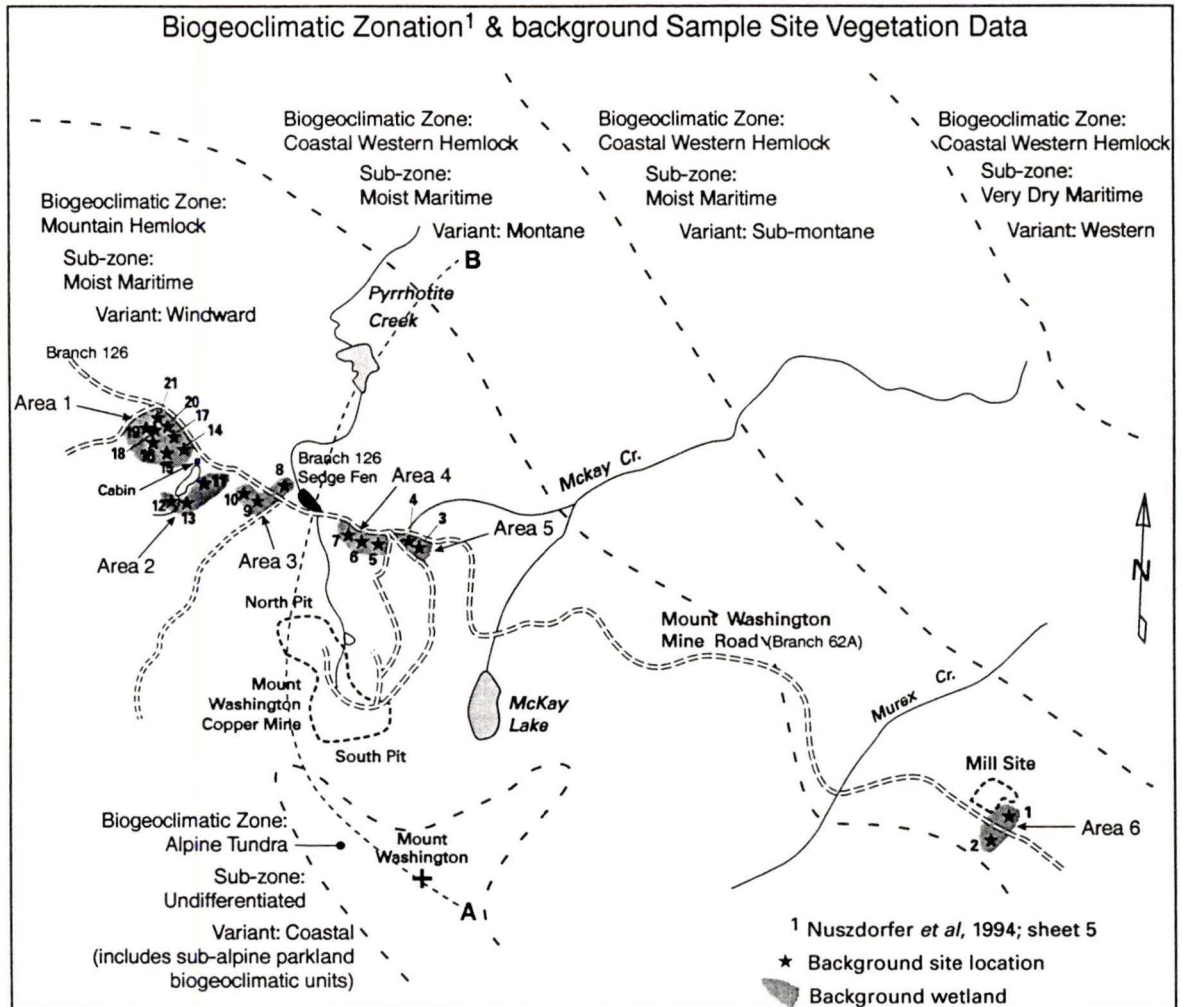 Biogeoclimatic Zonation¹ & background Sample Site Vegetation Data
Biogeoclimatic Zone:
Coastal Western Hemlock
Sub-zone:
Moist Maritime
Variant: Montane
Biogeoclimatic Zone:
Coastal Western Hemlock
Sub-zone:
Moist Maritime
Variant: Sub-montane
Biogeoclimatic Zone:
Coastal Western Hemlock
Sub-zone:
Very Dry Maritime
Variant: Western
Biogeoclimatic Zone:
Mountain Hemlock
Sub-zone:
Moist Maritime
Variant: Windward
B
Pyrrhotite
Creek
Branch 126
Area 1
21
20
17
14
19
18
16
15
Cabin
11
12
13
Area 2
10
9
8
Area 3
Branch 126
Sedge Fen
Area 4
7
6
5
4
3
Area 5
Mckay Cr.
N
North Pit
Mount
Washington
Copper Mine
South Pit
McKay
Lake
Mount Washington
Mine Road (Branch 62A)
Murex Cr.
Mill Site
1
2
Area 6
Biogeoclimatic Zone:
Alpine Tundra
Sub-zone:
Undifferentiated
Variant: Coastal
(includes sub-alpine parkland
biogeoclimatic units)
Mount
Washington
A
¹ Nuszdorfer et al, 1994; sheet 5
★ Background site location
Background wetland